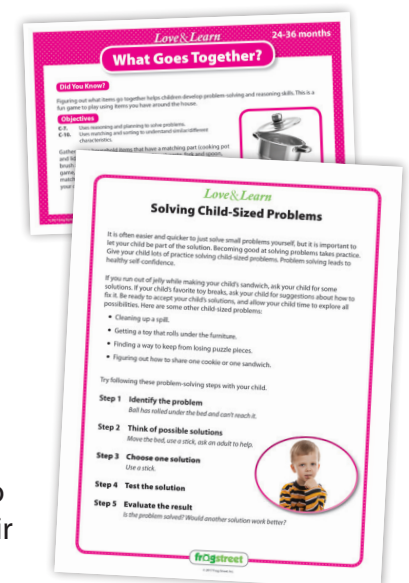 Love & Learn
24-36 months
What Goes Together?
Did You Know?
Figuring out what items go together helps children develop problem-solving and reasoning skills. This is a
fun game to play using items you have around the house.
Objectives
C-7. Uses reasoning and planning to solve problems.
C-10. Uses matching and sorting to understand similar/different
characteristics.
Love & Learn
Solving Child-Sized Problems
It is often easier and quicker to just solve small problems yourself, but it is important to
let your child be part of the solution. Becoming good at solving problems takes practice.
Give your child lots of practice solving child-sized problems. Problem solving leads to
healthy self-confidence.
If you run out of jelly while making your child's sandwich, ask your child for some
solutions. If your child's favorite toy breaks, ask your child for suggestions about how to
fix it. Be ready to accept your child's solutions, and allow your child time to explore all
possibilities. Here are some other child-sized problems:
• Cleaning up a spill.
• Getting a toy that rolls under the furniture.
• Finding a way to keep from losing puzzle pieces.
• Figuring out how to share one cookie or one sandwich.
Try following these problem-solving steps with your child.
Step 1 Identify the problem
Ball has rolled under the bed and can't reach it.
Step 2 Think of possible solutions
Move the bed, use a stick, ask an adult to help.
Step 3 Choose one solution
Use a stick.
Step 4 Test the solution
Step 5 Evaluate the result
Is the problem solved? Would another solution work better?
frogstreet